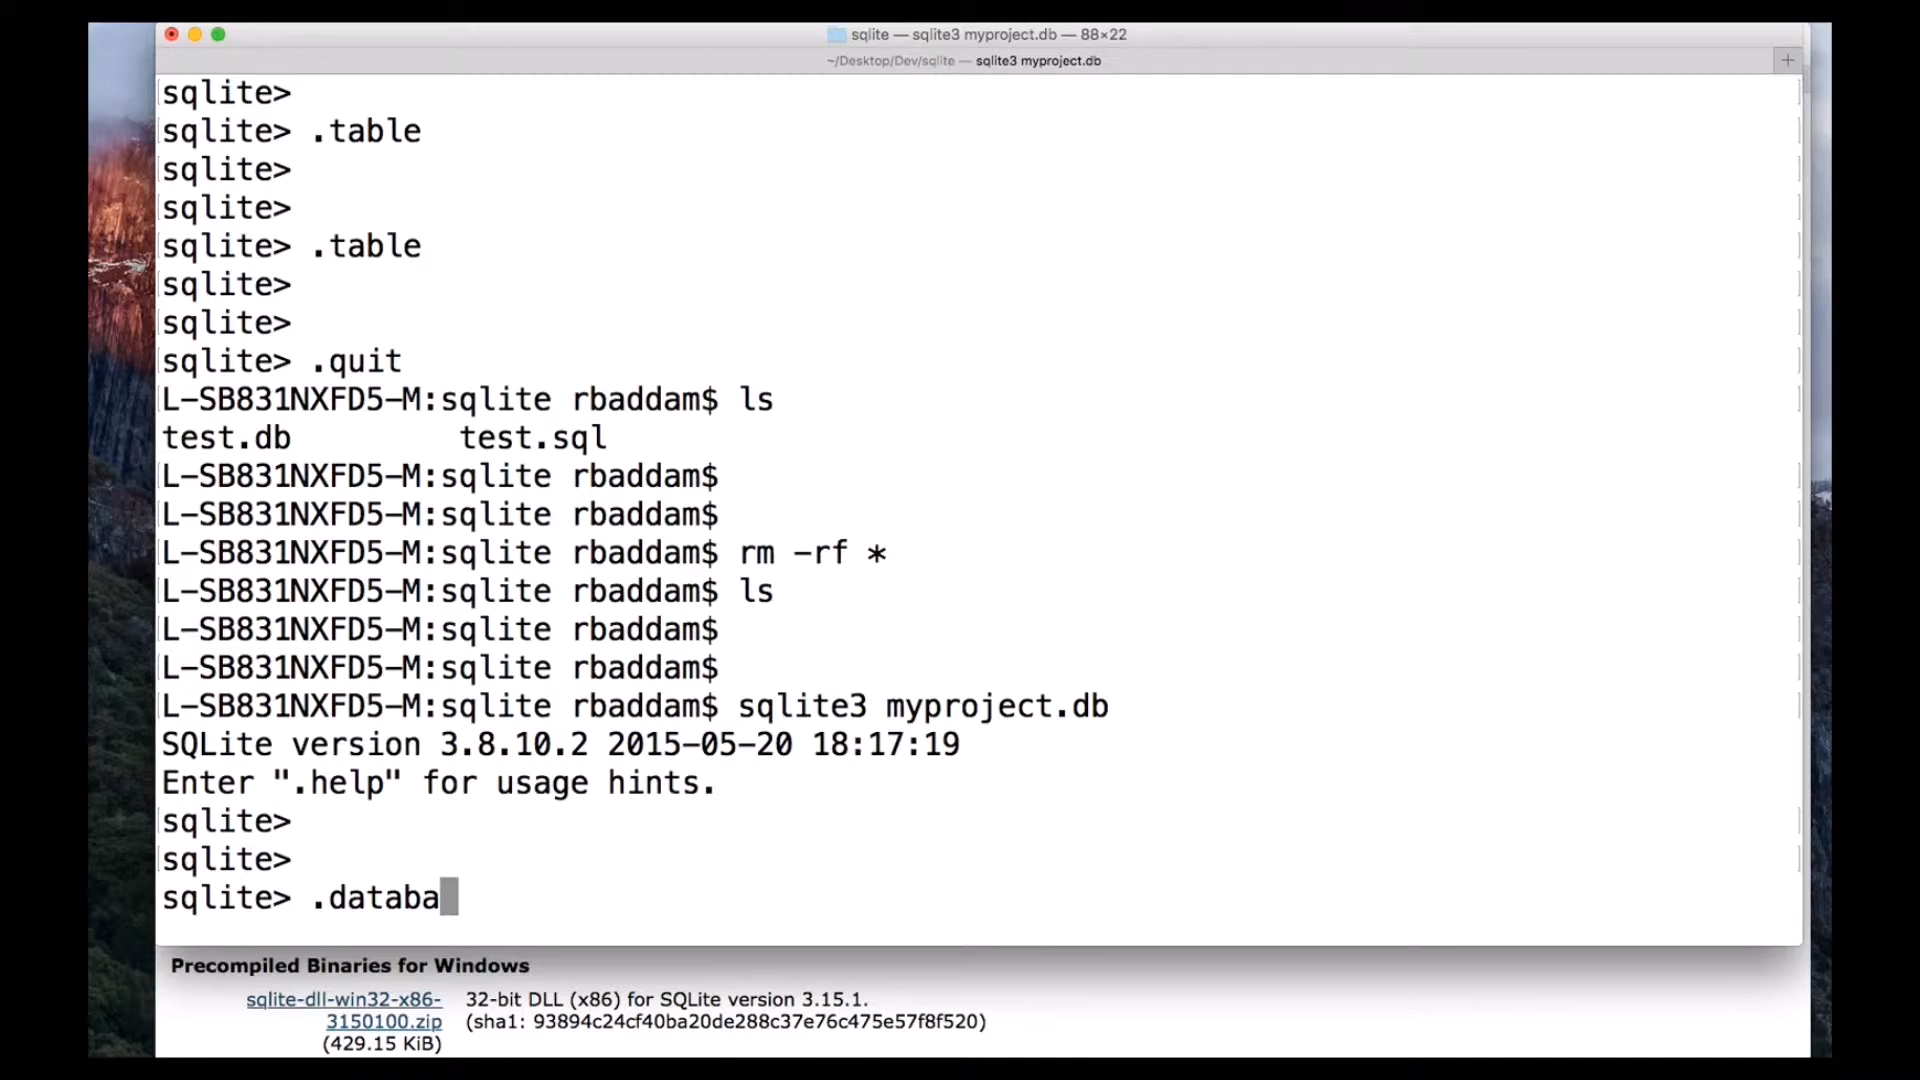 sqlite — sqlite3 myproject.db — 88×22
~/Desktop/Dev/sqlite — sqlite3 myproject.db
sqlite>
sqlite> .table
sqlite>
sqlite>
sqlite> .table
sqlite>
sqlite>
sqlite> .quit
L-SB831NXFD5-M:sqlite rbaddam$ ls
test.db test.sql
L-SB831NXFD5-M:sqlite rbaddam$
L-SB831NXFD5-M:sqlite rbaddam$
L-SB831NXFD5-M:sqlite rbaddam$ rm -rf *
L-SB831NXFD5-M:sqlite rbaddam$ ls
L-SB831NXFD5-M:sqlite rbaddam$
L-SB831NXFD5-M:sqlite rbaddam$
L-SB831NXFD5-M:sqlite rbaddam$ sqlite3 myproject.db
SQLite version 3.8.10.2 2015-05-20 18:17:19
Enter ".help" for usage hints.
sqlite>
sqlite>
sqlite> .databa
Precompiled Binaries for Windows
sqlite-dll-win32-x86- 32-bit DLL (x86) for SQLite version 3.15.1.
3150100.zip (sha1: 93894c24cf40ba20de288c37e76c475e57f8f520)
(429.15 KiB)